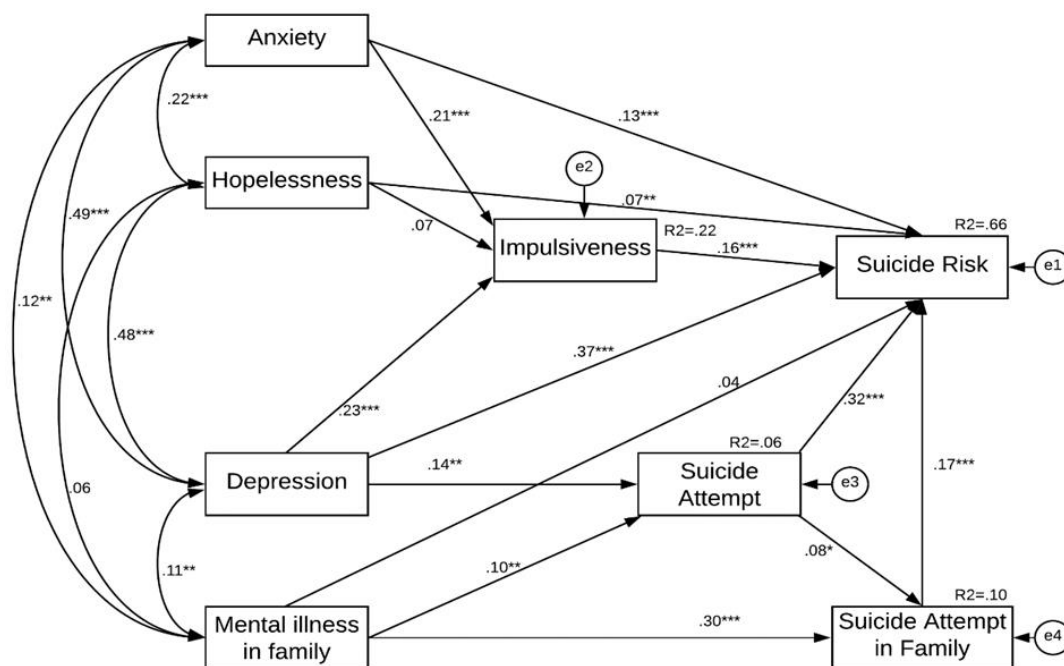 Anxiety
.22***
.21***
.13***
e2
Hopelessness
.07**
.49***
.07
Impulsiveness
R2=.22
.16***
R2=.66
Suicide Risk
e1
.12**
.48***
.37***
.04
.23***
.32***
R2=.06
.17***
Depression
.14**
Suicide
Attempt
e3
.06
.11**
.10**
.08*
R2=.10
Mental illness
in family
.30***
Suicide Attempt
in Family
e4